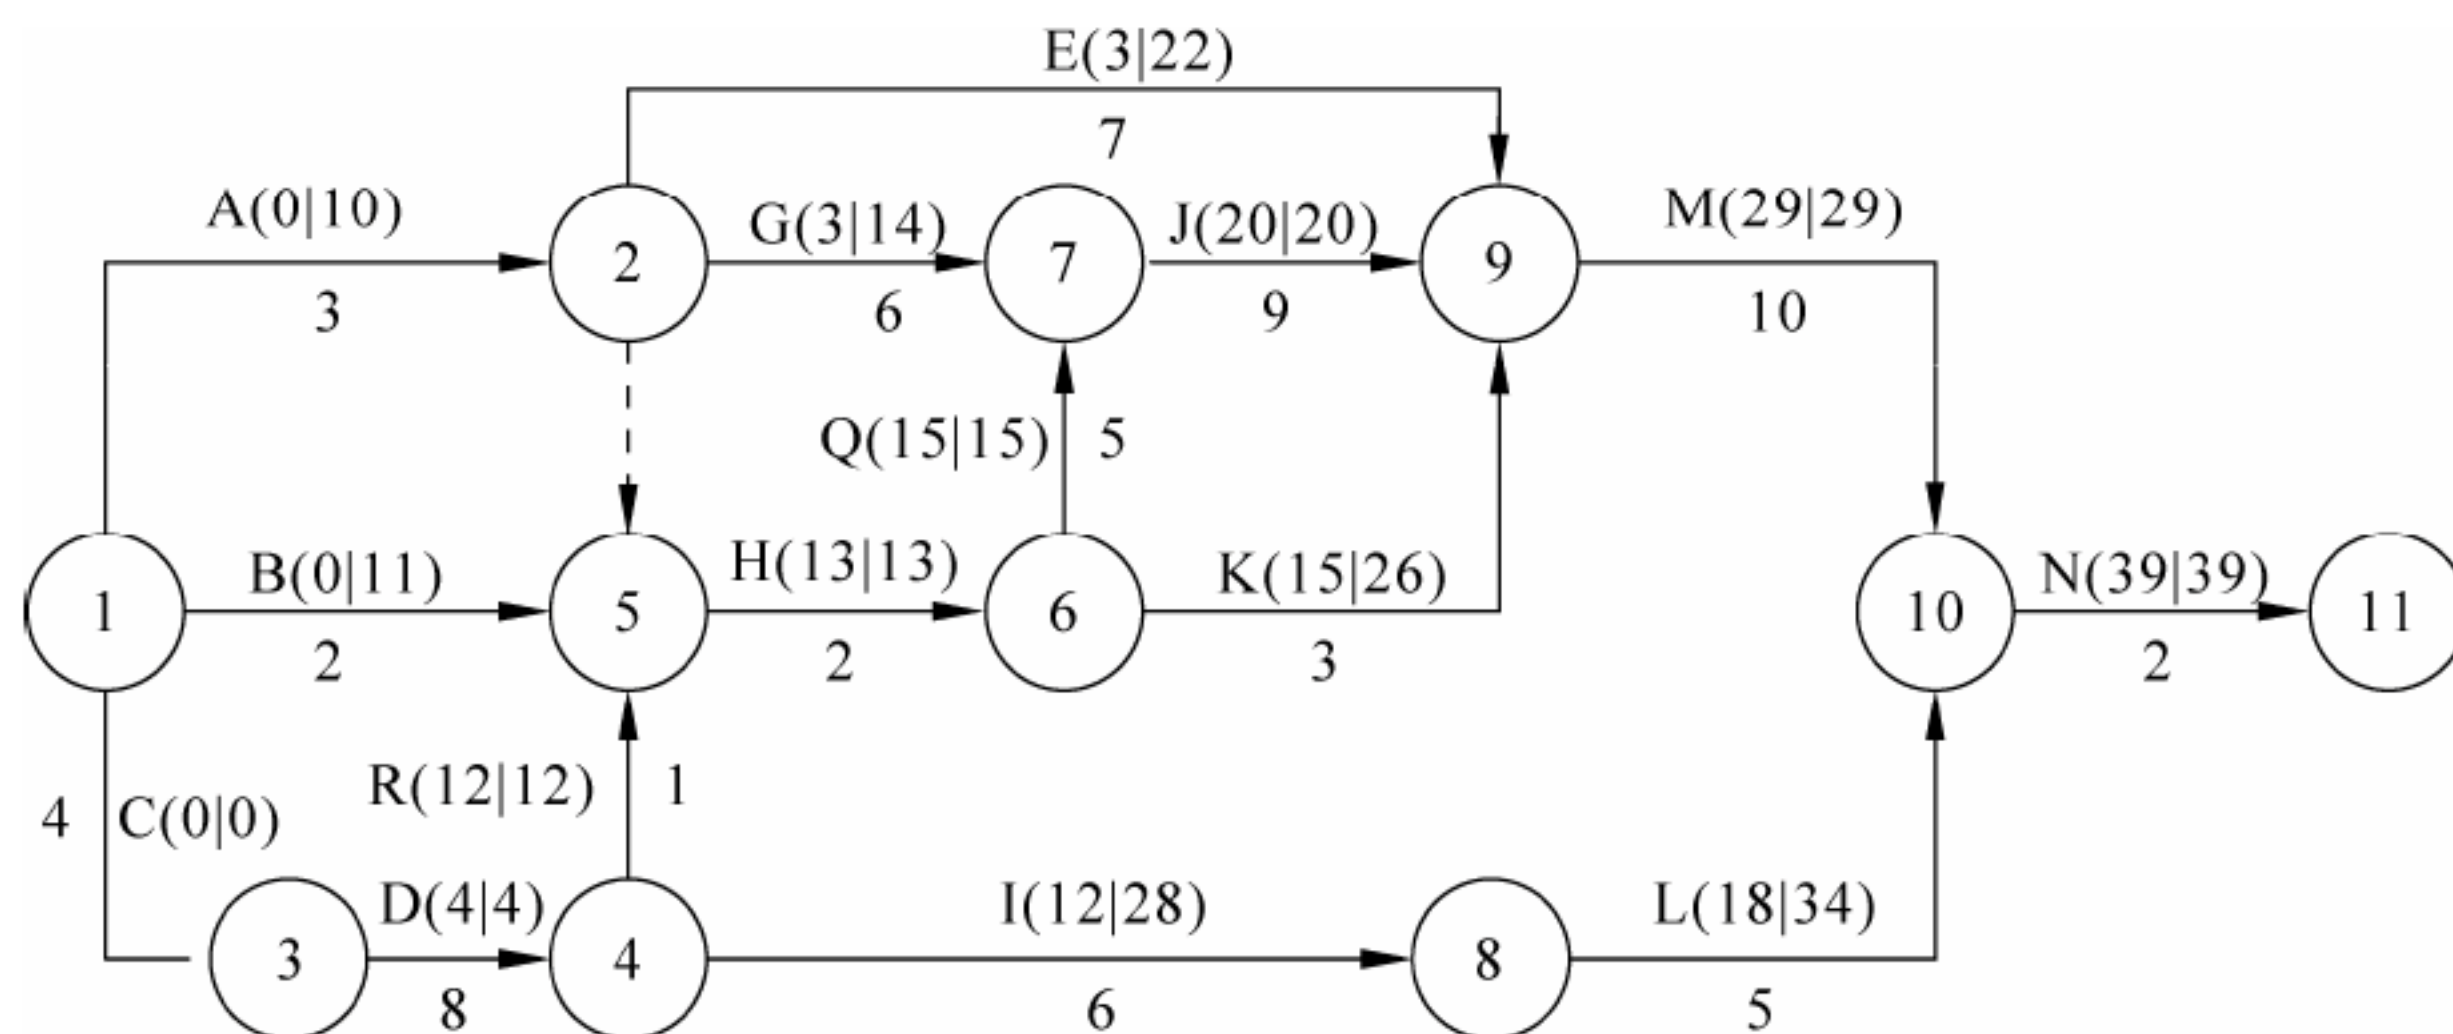 E(3|22)
7
A(0|10)
3
2
G(3|14)
6
7
J(20|20)
9
9
M(29|29)
10
Q(15|15)
5
1
B(0|11)
2
5
H(13|13)
2
6
K(15|26)
3
10
N(39|39)
2
11
4
C(0|0)
R(12|12)
1
3
D(4|4)
8
4
I(12|28)
6
8
L(18|34)
5